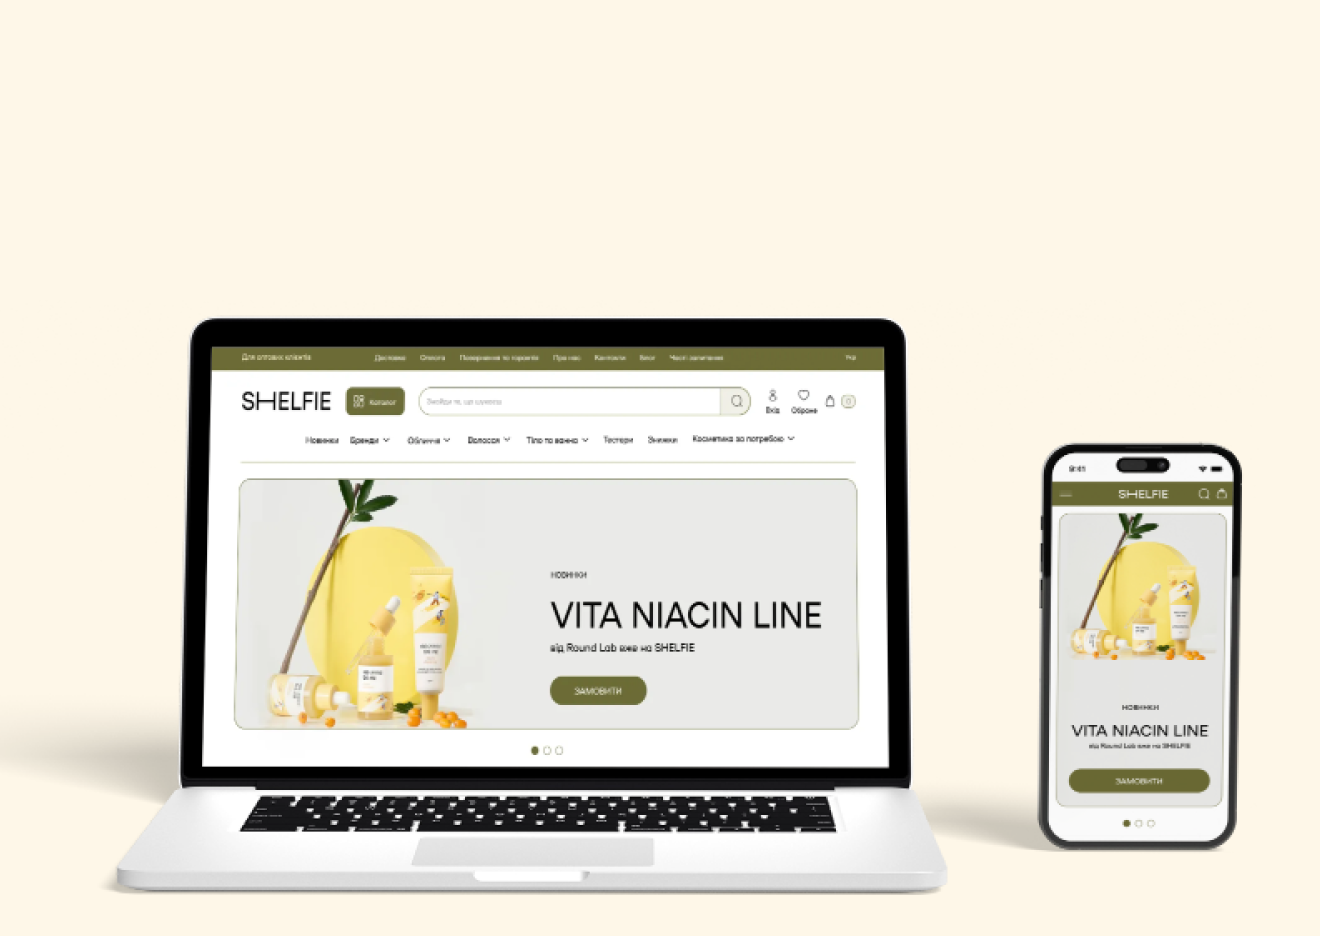 Для оптових клієнтів Доставка Оплата Повернення та гарантія Про нас Контакти Блог Часті запитання Укр
SHELFIE Каталог Знайди те, що шукаєш Вхід Обране 0
Новинки Бренди Обличчя Волосся Тіло та ванна Тестери Знижки Косметика за потребою
НОВИНКИ
VITA NIACIN LINE
від Round Lab вже на SHELFIE
ЗАМОВИТИ
9:41
SHELFIE
НОВИНКИ
VITA NIACIN LINE
від Round Lab вже на SHELFIE
ЗАМОВИТИ